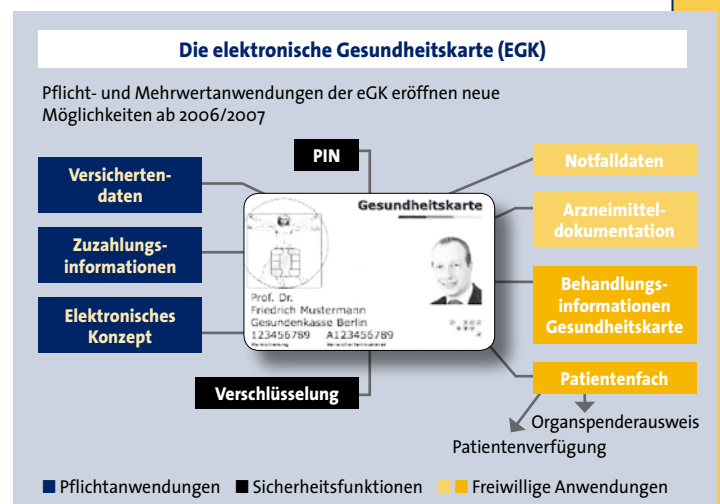 Die elektronische Gesundheitskarte (EGK)
Pflicht- und Mehrwertanwendungen der eGK eröffnen neue
Möglichkeiten ab 2006/2007
PIN
Versicherten-
daten
Zuzahlungs-
informationen
Elektronisches
Konzept
Gesundheitskarte
Prof. Dr.
Friedrich Mustermann
Gesundenkasse Berlin
123456789 A123456789
Verschlüsselung
Notfalldaten
Arzneimittel-
dokumentation
Behandlungs-
informationen
Gesundheitskarte
Patientenfach
Organspenderausweis
Patientenverfügung
Pflichtanwendungen Sicherheitsfunktionen Freiwillige Anwendungen